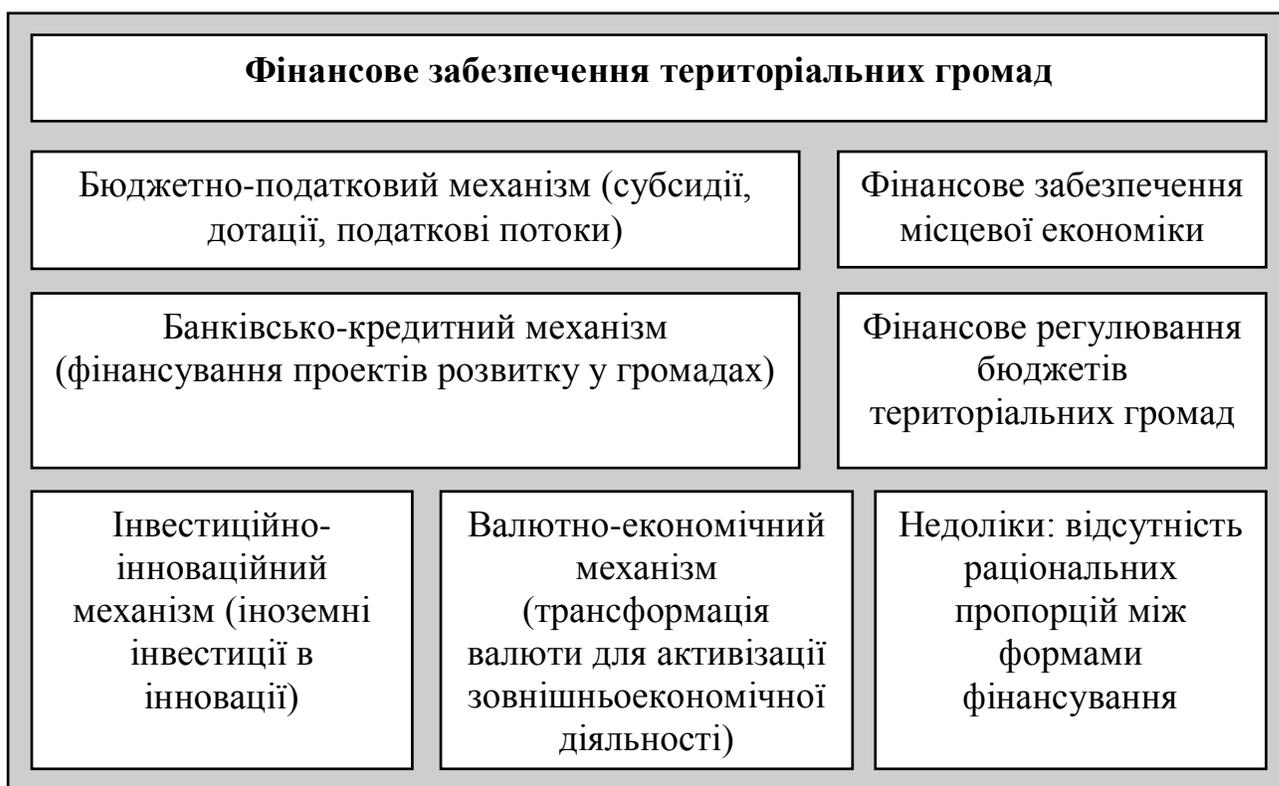 Фінансове забезпечення територіальних громад
Бюджетно-податковий механізм (субсидії,
дотації, податкові потоки)
Фінансове забезпечення
місцевої економіки
Банківсько-кредитний механізм
(фінансування проектів розвитку у громадах)
Фінансове регулювання
бюджетів
територіальних громад
Інвестиційно-
інноваційний
механізм (іноземні
інвестиції в
інновації)
Валютно-економічний
механізм
(трансформація
валюти для активізації
зовнішньоекономічної
діяльності)
Недоліки: відсутність
раціональних
пропорцій між
формами
фінансування